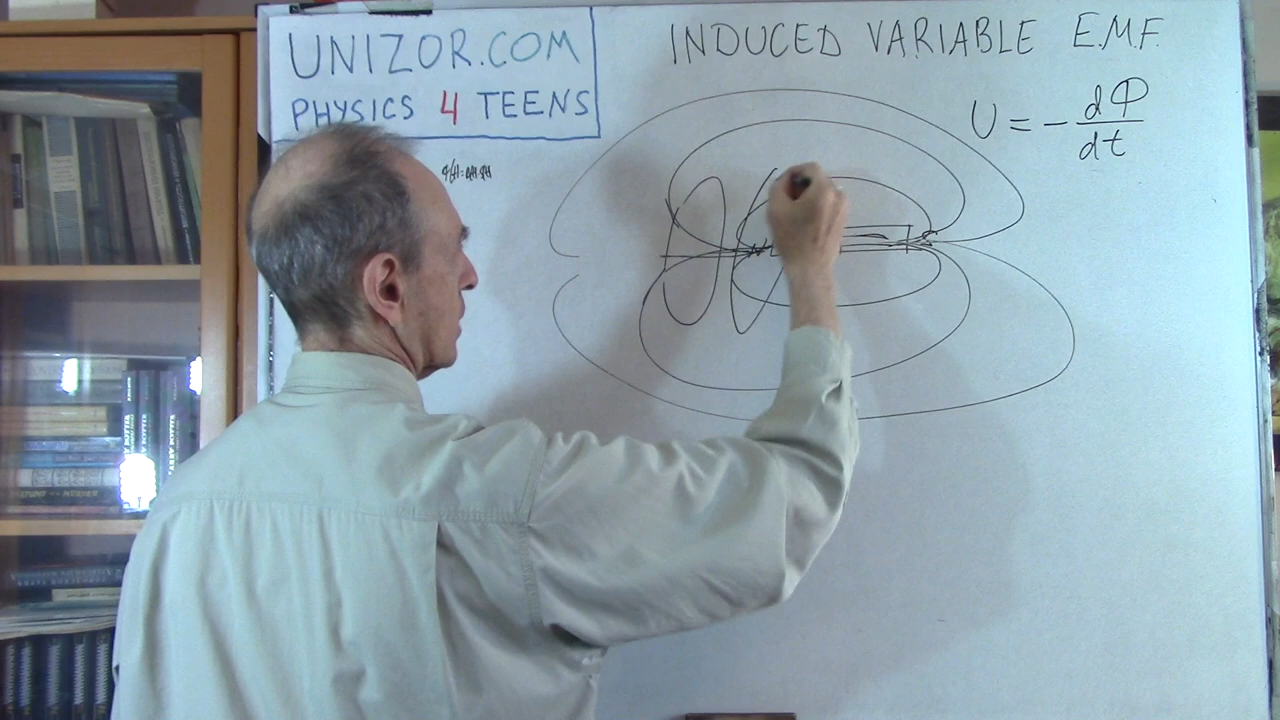 UNIZOR.COM
PHYSICS 4 TEENS
INDUCED VARIABLE E.M.F.
U = - dΦ/dt